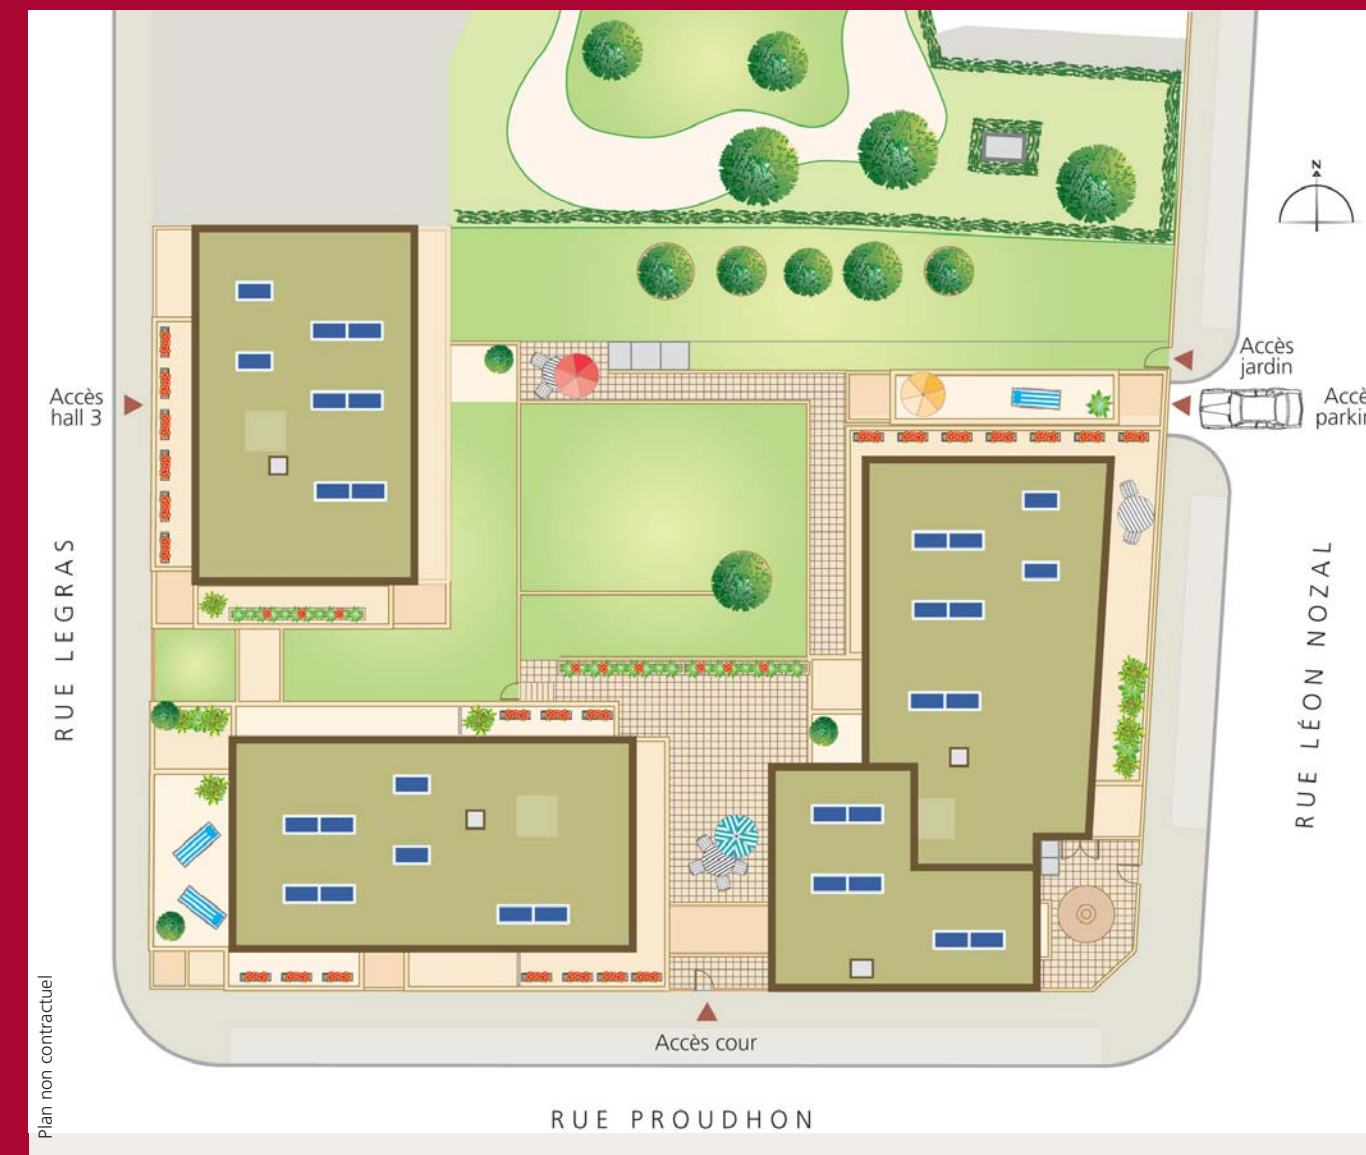 N
Accès
jardin
Accès
hall 3
RUE LEGRAS
RUE LÉON NOZAL
Plan non contractuel
Accès cour
RUE PROUDHON